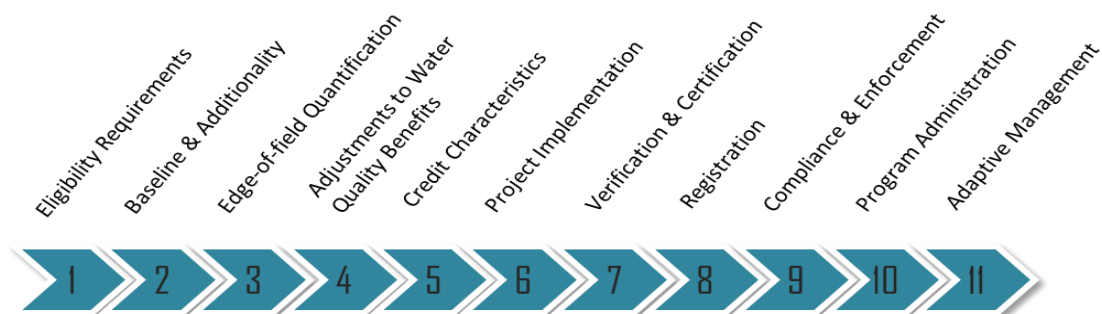 Eligibility Requirements
Baseline & Additionality
Edge-of-field Quantification
Adjustments to Water
Quality Benefits
Credit Characteristics
Project Implementation
Verification & Certification
Registration
Compliance & Enforcement
Program Administration
Adaptive Management
1 2 3 4 5 6 7 8 9 10 11